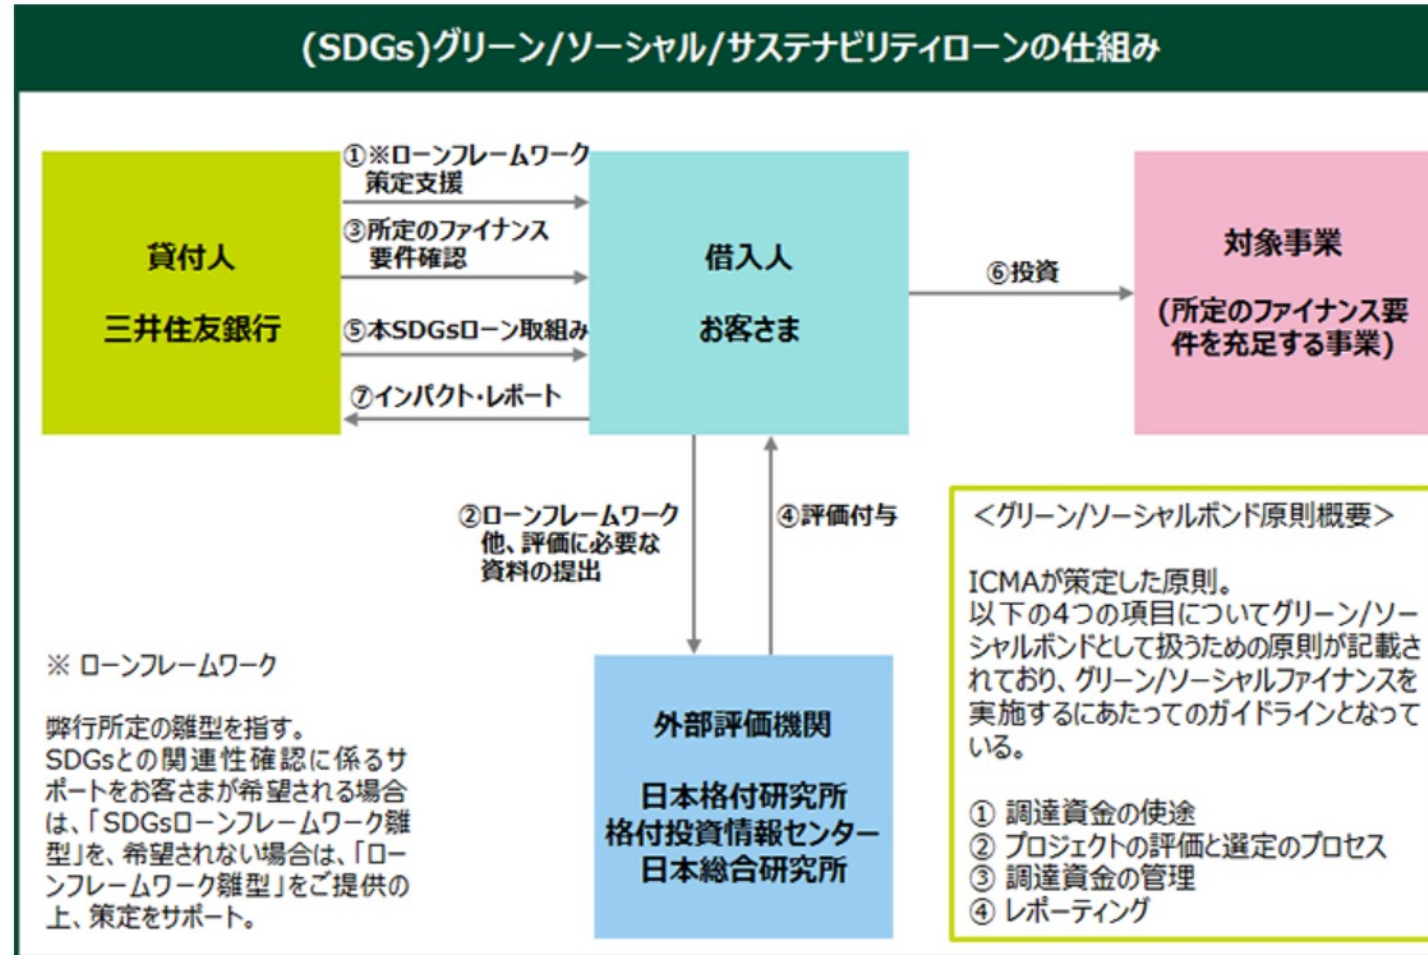 (SDGs)グリーン/ソーシャル/サステナビリティローンの仕組み
貸付人
三井住友銀行
①※ローンフレームワーク
策定支援
③所定のファイナンス
要件確認
⑤本SDGsローン取組み
⑦インパクト・レポート
借入人
お客さま
⑥投資
対象事業
(所定のファイナンス要
件を充足する事業)
②ローンフレームワーク
他、評価に必要な
資料の提出
④評価付与
外部評価機関
日本格付研究所
格付投資情報センター
日本総合研究所
※ ローンフレームワーク
弊行所定の雛型を指す。
SDGsとの関連性確認に係るサ
ポートをお客さまが希望される場合
は、「SDGsローンフレームワーク雛
型」を、希望されない場合は、「ロー
ンフレームワーク雛型」をご提供の
上、策定をサポート。
＜グリーン/ソーシャルボンド原則概要＞
ICMAが策定した原則。
以下の4つの項目についてグリーン/ソー
シャルボンドとして扱うための原則が記載さ
れており、グリーン/ソーシャルファイナンスを
実施するにあたってのガイドラインとなって
いる。
① 調達資金の使途
② プロジェクトの評価と選定のプロセス
③ 調達資金の管理
④ レポーティング